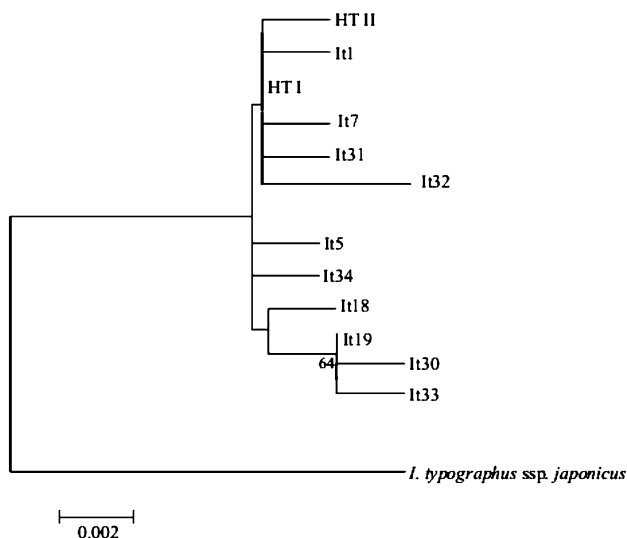 HT II
It1
HT I
It7
It31
It32
It5
It34
It18
It19
64
It30
It33
I. typographus ssp. japonicus
0.002